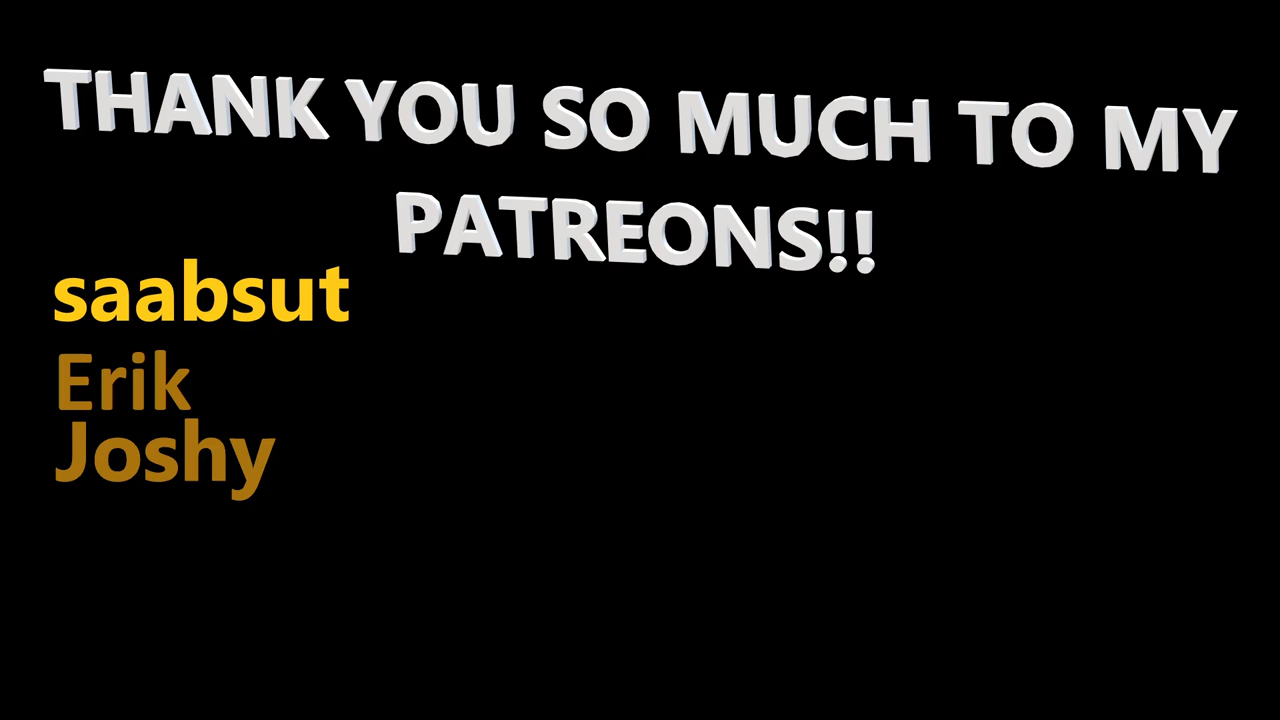 THANK YOU SO MUCH TO MY
PATREONS!!
saabsut
Erik
Joshy